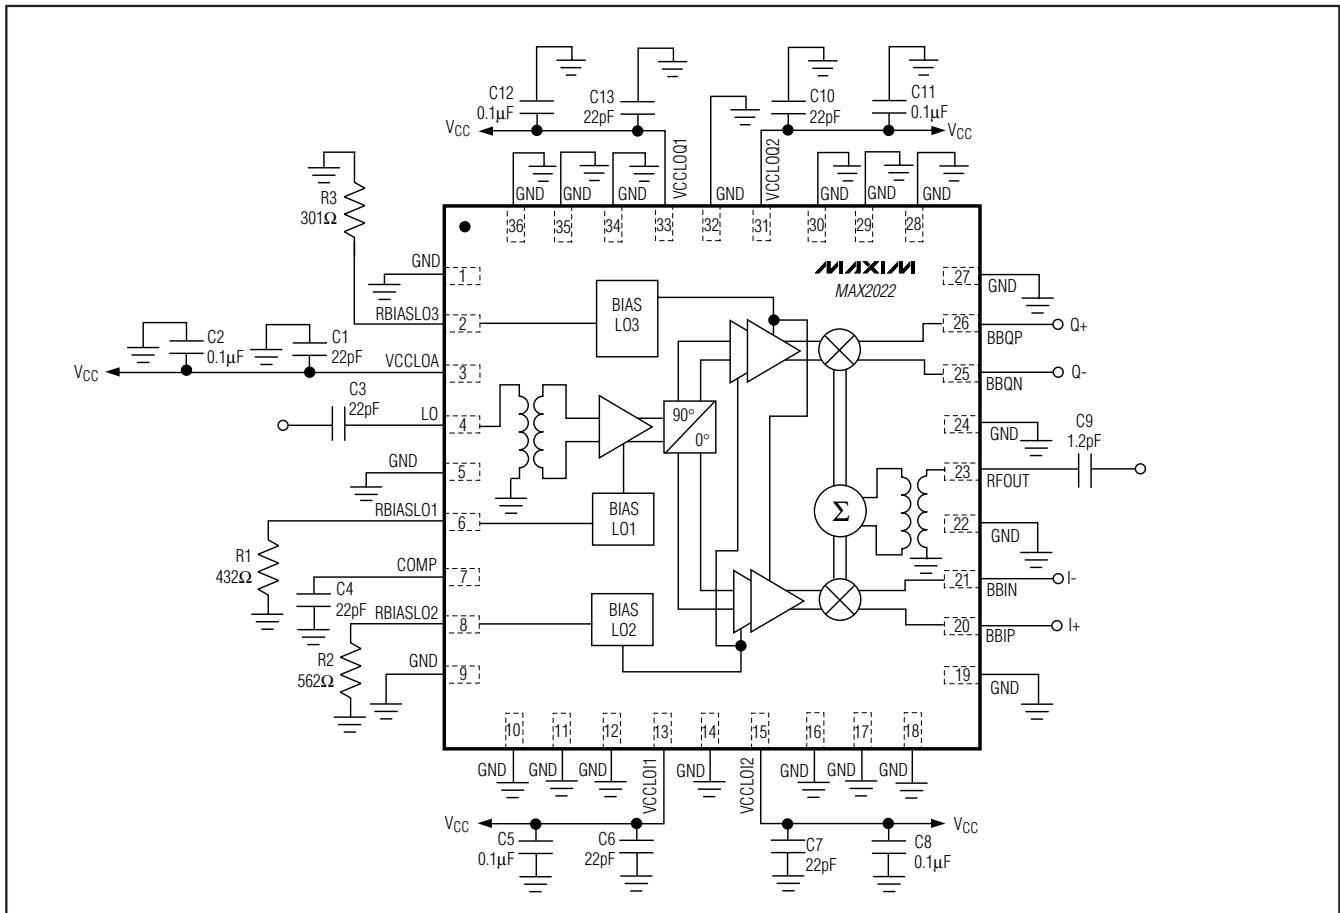 C12
0.1µF
C13
22pF
C10
22pF
C11
0.1µF
VCC
VCC
VCCLOQ1
VCCLOQ2
GND
GND
GND
GND
GND
GND
GND
36
35
34
33
32
31
30
29
28
R3
301Ω
MAXIM
MAX2022
GND
1
27
GND
RBIASLO3
2
BIAS
LO3
26
BBQP
Q+
C2
0.1µF
C1
22pF
VCCLOA
3
VCC
25
BBQN
Q-
C3
22pF
LO
4
90°
0°
24
GND
C9
1.2pF
GND
5
23
RFOUT
RBIASLO1
6
BIAS
LO1
Σ
22
GND
R1
432Ω
COMP
7
21
BBIN
I-
C4
22pF
RBIASLO2
8
BIAS
LO2
20
BBIP
I+
R2
562Ω
GND
9
19
GND
10
11
12
13
14
15
16
17
18
GND
GND
GND
VCCLOI1
GND
VCCLOI2
GND
GND
GND
VCC
VCC
C5
0.1µF
C6
22pF
C7
22pF
C8
0.1µF